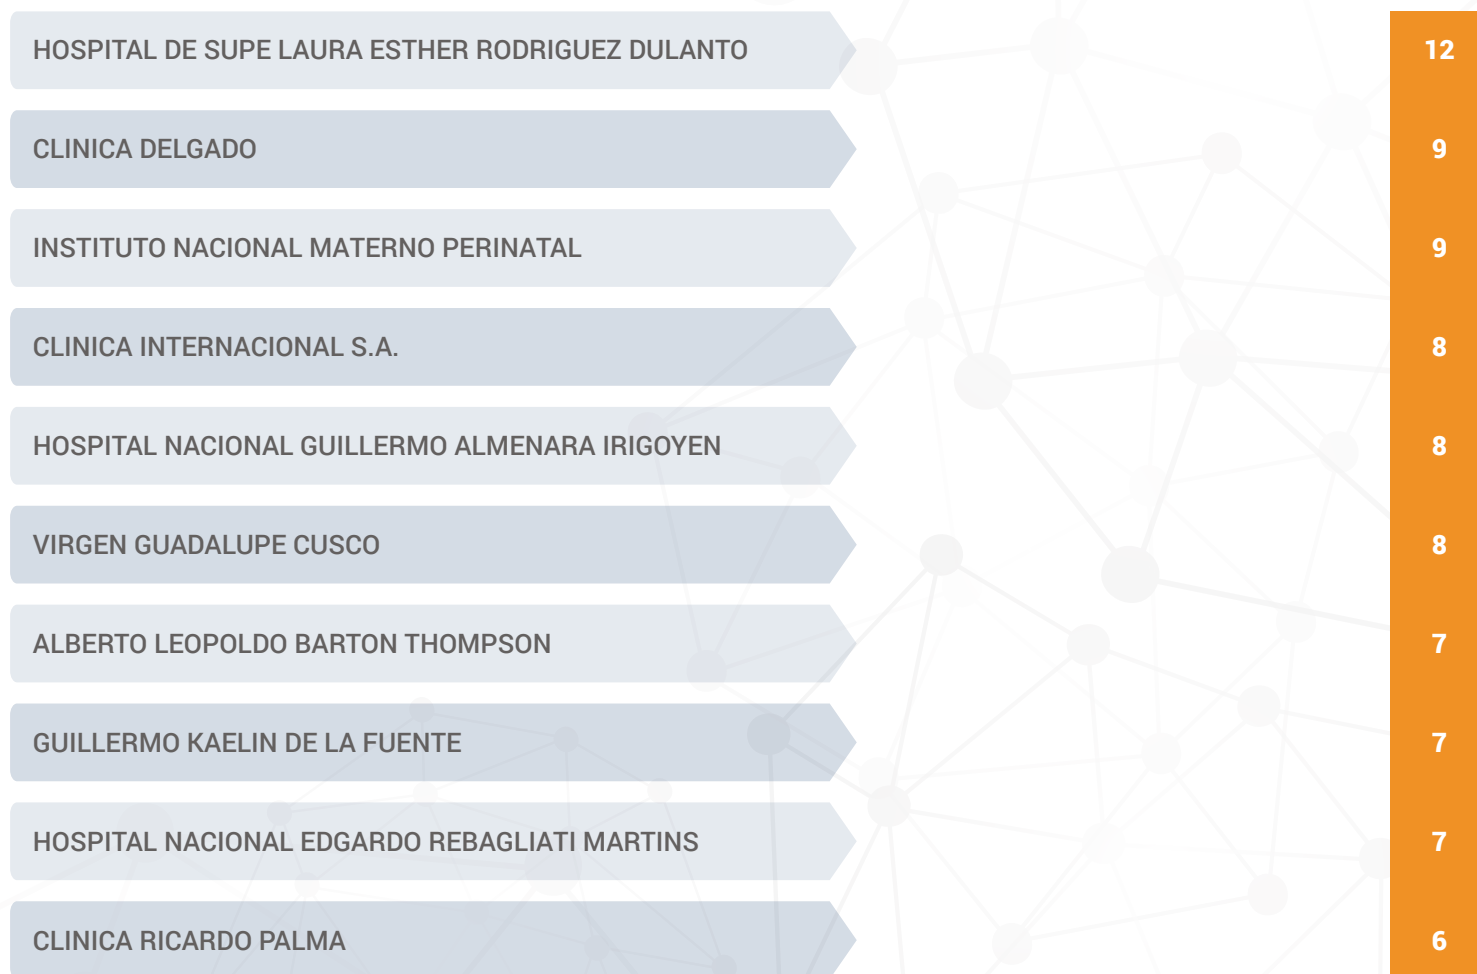 HOSPITAL DE SUPE LAURA ESTHER RODRIGUEZ DULANTO 12
CLINICA DELGADO 9
INSTITUTO NACIONAL MATERNO PERINATAL 9
CLINICA INTERNACIONAL S.A. 8
HOSPITAL NACIONAL GUILLERMO ALMENARA IRIGOYEN 8
VIRGEN GUADALUPE CUSCO 8
ALBERTO LEOPOLDO BARTON THOMPSON 7
GUILLERMO KAELIN DE LA FUENTE 7
HOSPITAL NACIONAL EDGARDO REBAGLIATI MARTINS 7
CLINICA RICARDO PALMA 6